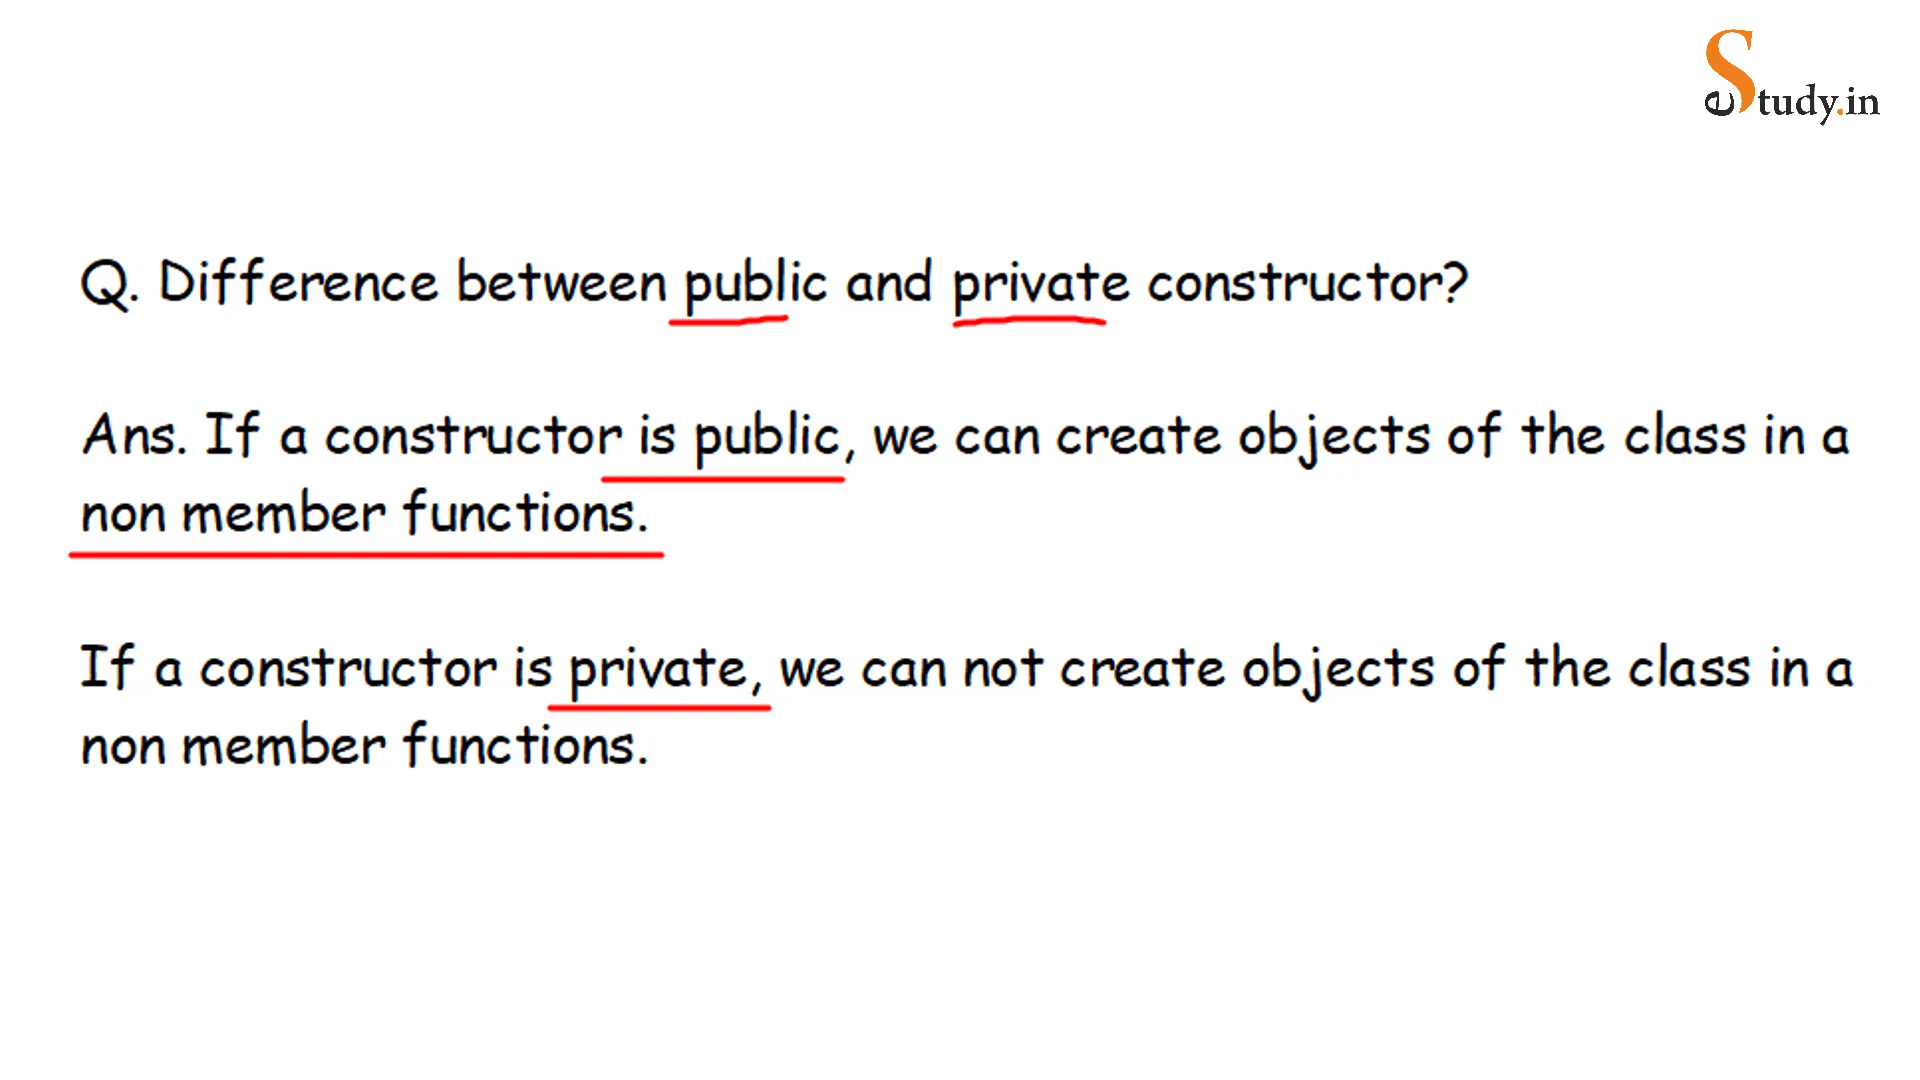 eStudy.in
Q. Difference between public and private constructor?
Ans. If a constructor is public, we can create objects of the class in a
non member functions.
If a constructor is private, we can not create objects of the class in a
non member functions.